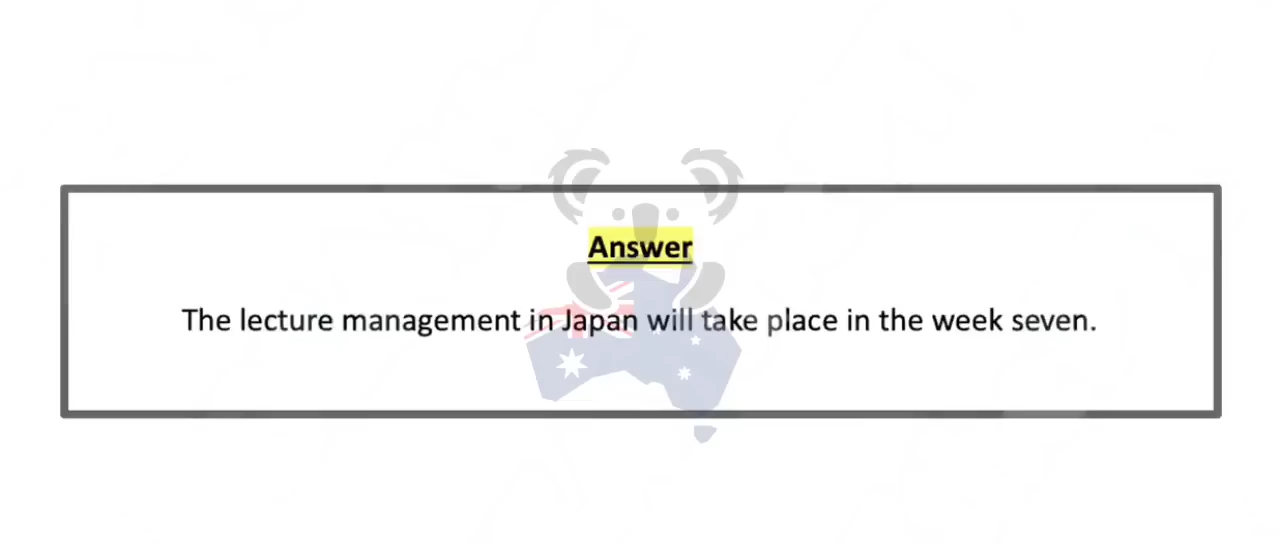 Answer
The lecture management in Japan will take place in the week seven.